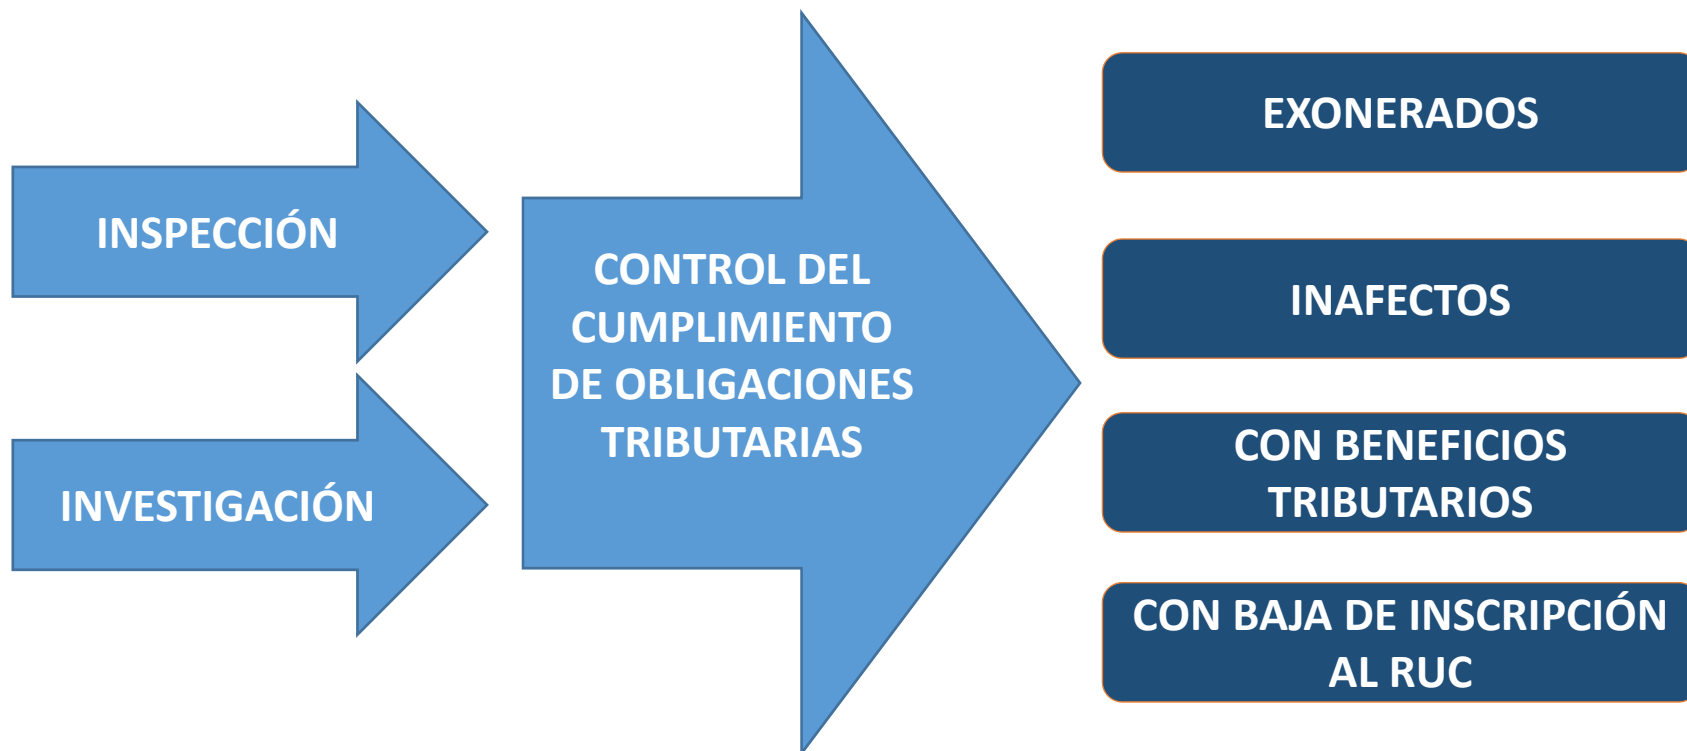 INSPECCIÓN
INVESTIGACIÓN
CONTROL DEL
CUMPLIMIENTO
DE OBLIGACIONES
TRIBUTARIAS
EXONERADOS
INAFECTOS
CON BENEFICIOS
TRIBUTARIOS
CON BAJA DE INSCRIPCIÓN
AL RUC